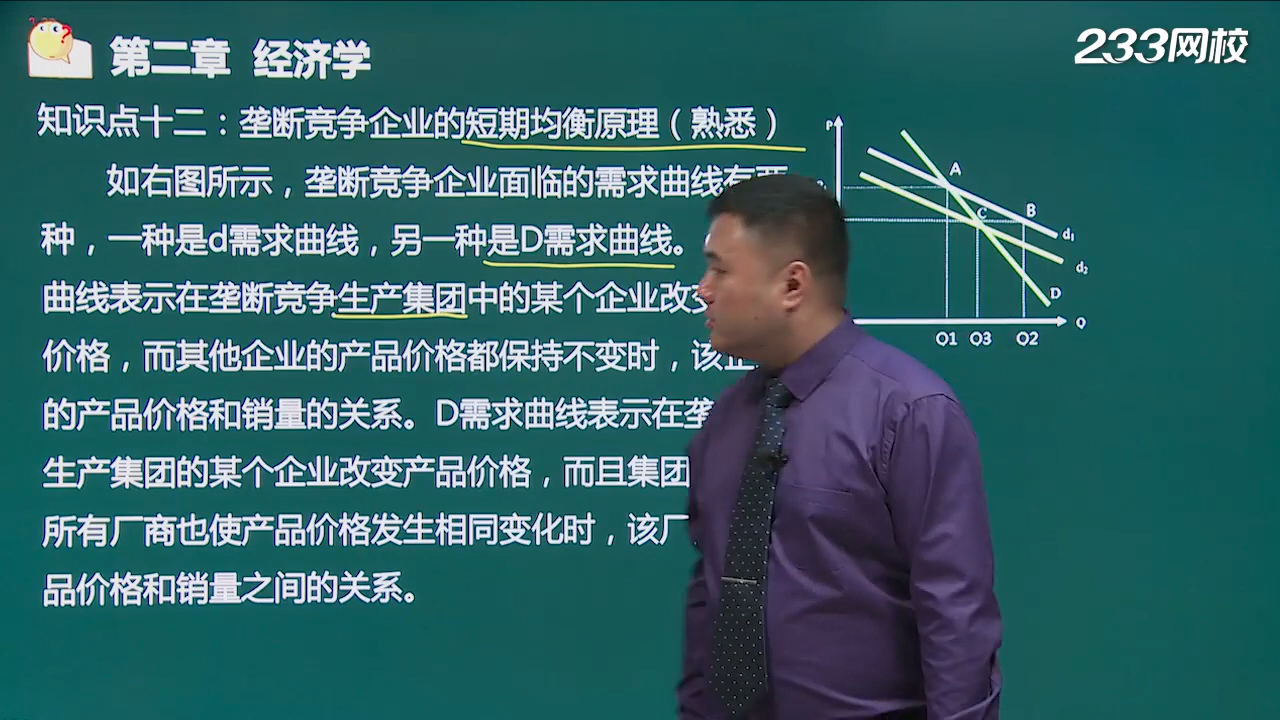 233网校
第二章 经济学
知识点十二：垄断竞争企业的短期均衡原理（熟悉）
如右图所示，垄断竞争企业面临的需求曲线有两
种，一种是d需求曲线，另一种是D需求曲线。
曲线表示在垄断竞争生产集团中的某个企业改变
价格，而其他企业的产品价格都保持不变时，该企
的产品价格和销量的关系。D需求曲线表示在垄
生产集团的某个企业改变产品价格，而且集团
所有厂商也使产品价格发生相同变化时，该厂
品价格和销量之间的关系。
P
A
C
B
d₁
d₂
D
Q
Q1 Q3 Q2